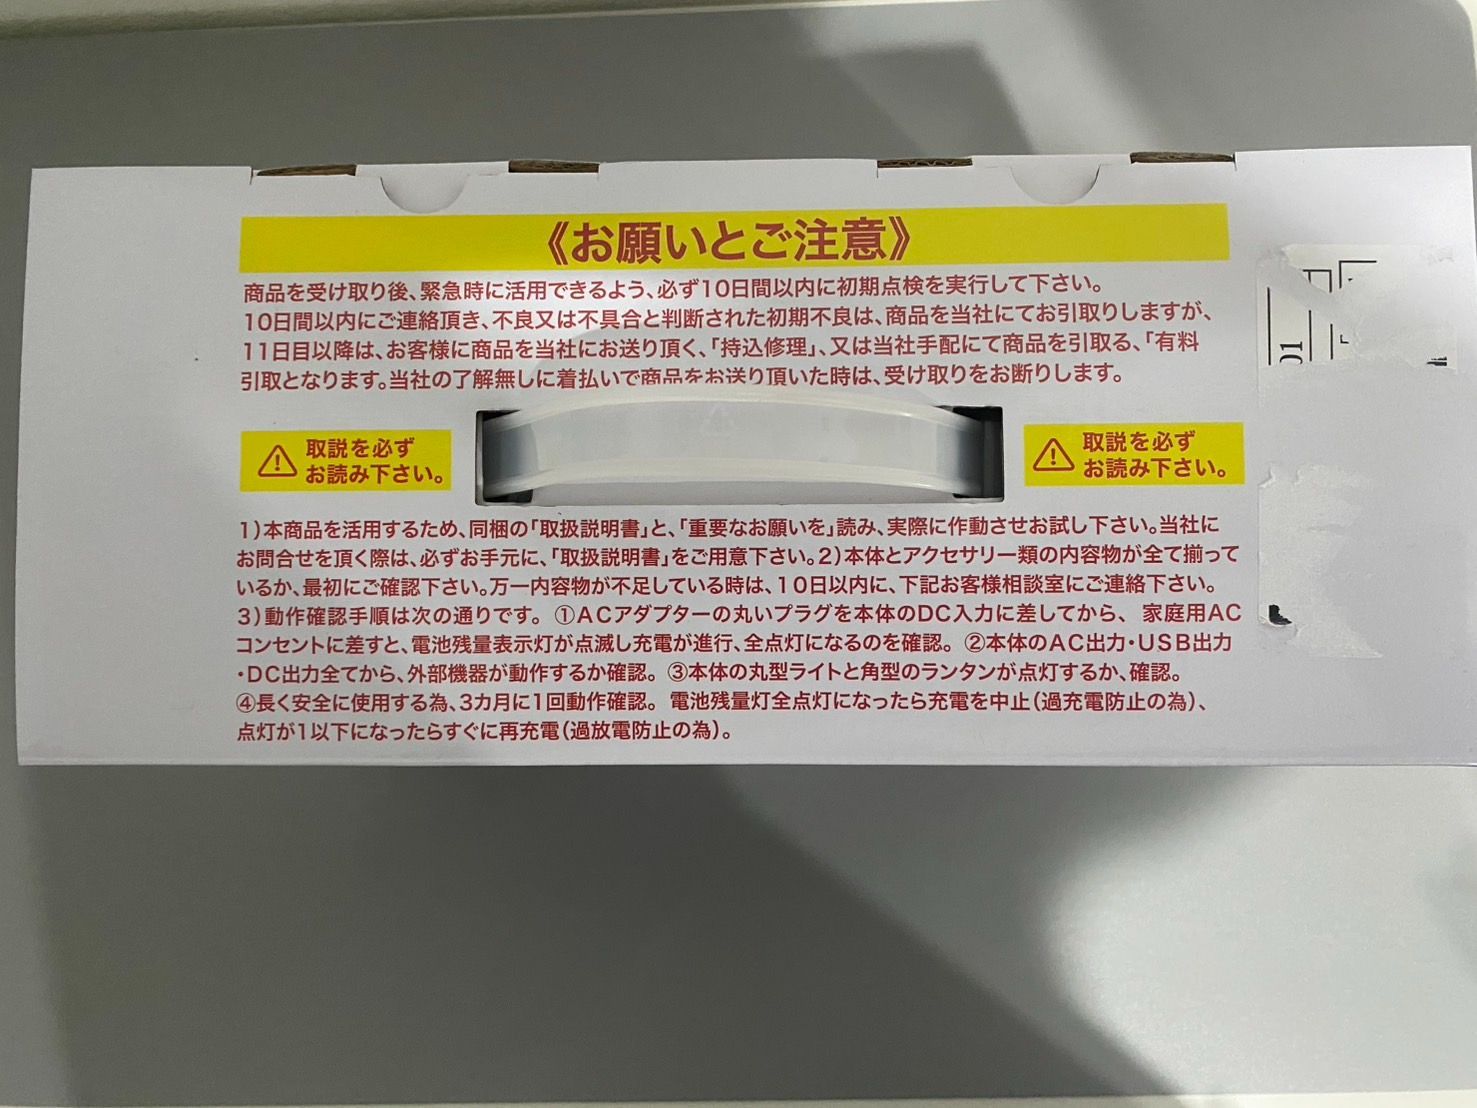 《お願いとご注意》
商品を受け取り後、緊急時に活用できるよう、必ず10日間以内に初期点検を実行して下さい。
10日間以内にご連絡頂き、不良又は不具合と判断された初期不良は、商品を当社にてお引取りしますが、
11日目以降は、お客様に商品を当社にお送り頂く、「持込修理」、又は当社手配にて商品を引取る、「有料
引取となります。当社の了解無しに着払いで商品をお送り頂いた時は、受け取りをお断りします。
取説を必ず
お読み下さい。
取説を必ず
お読み下さい。
1)本商品を活用するため、同梱の「取扱説明書」と、「重要なお願いを」読み、実際に作動させお試し下さい。当社に
お問合せを頂く際は、必ずお手元に、「取扱説明書」をご用意下さい。2)本体とアクセサリー類の内容物が全て揃って
いるか、最初にご確認下さい。万一内容物が不足している時は、10日以内に、下記お客様相談室にご連絡下さい。
3)動作確認手順は次の通りです。①ACアダプターの丸いプラグを本体のDC入力に差してから、家庭用AC
コンセントに差すと、電池残量表示灯が点滅し充電が進行、全点灯になるのを確認。②本体のAC出力・USB出力
・DC出力全てから、外部機器が動作するか確認。③本体の丸型ライトと角型のランタンが点灯するか、確認。
④長く安全に使用する為、3カ月に1回動作確認。電池残量灯全点灯になったら充電を中止(過充電防止の為)、
点灯が1以下になったらすぐに再充電(過放電防止の為)。
01